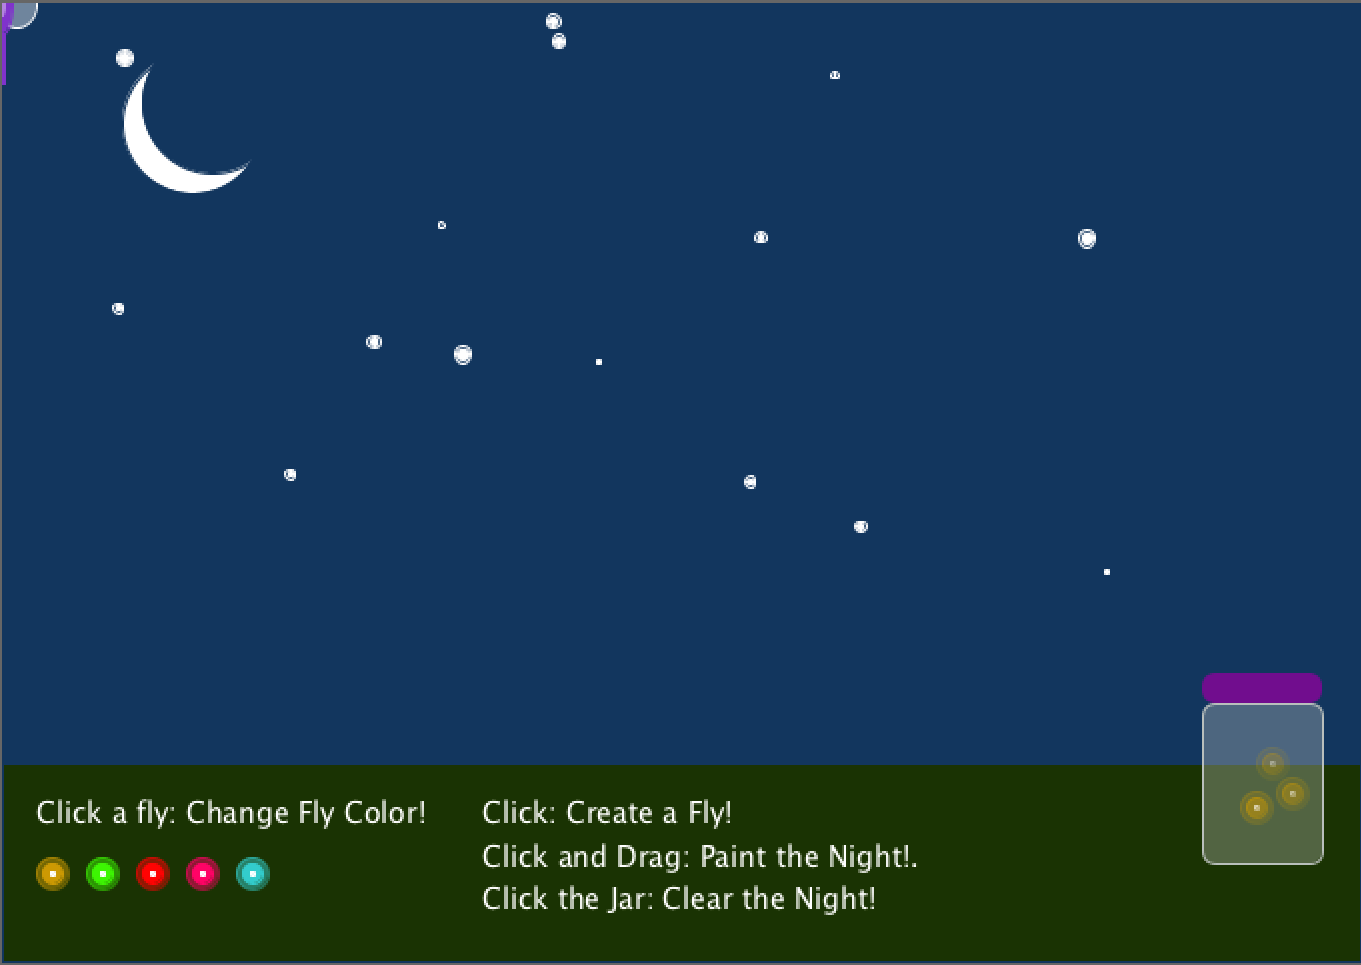 Click a fly: Change Fly Color!
Click: Create a Fly!
Click and Drag: Paint the Night!.
Click the Jar: Clear the Night!